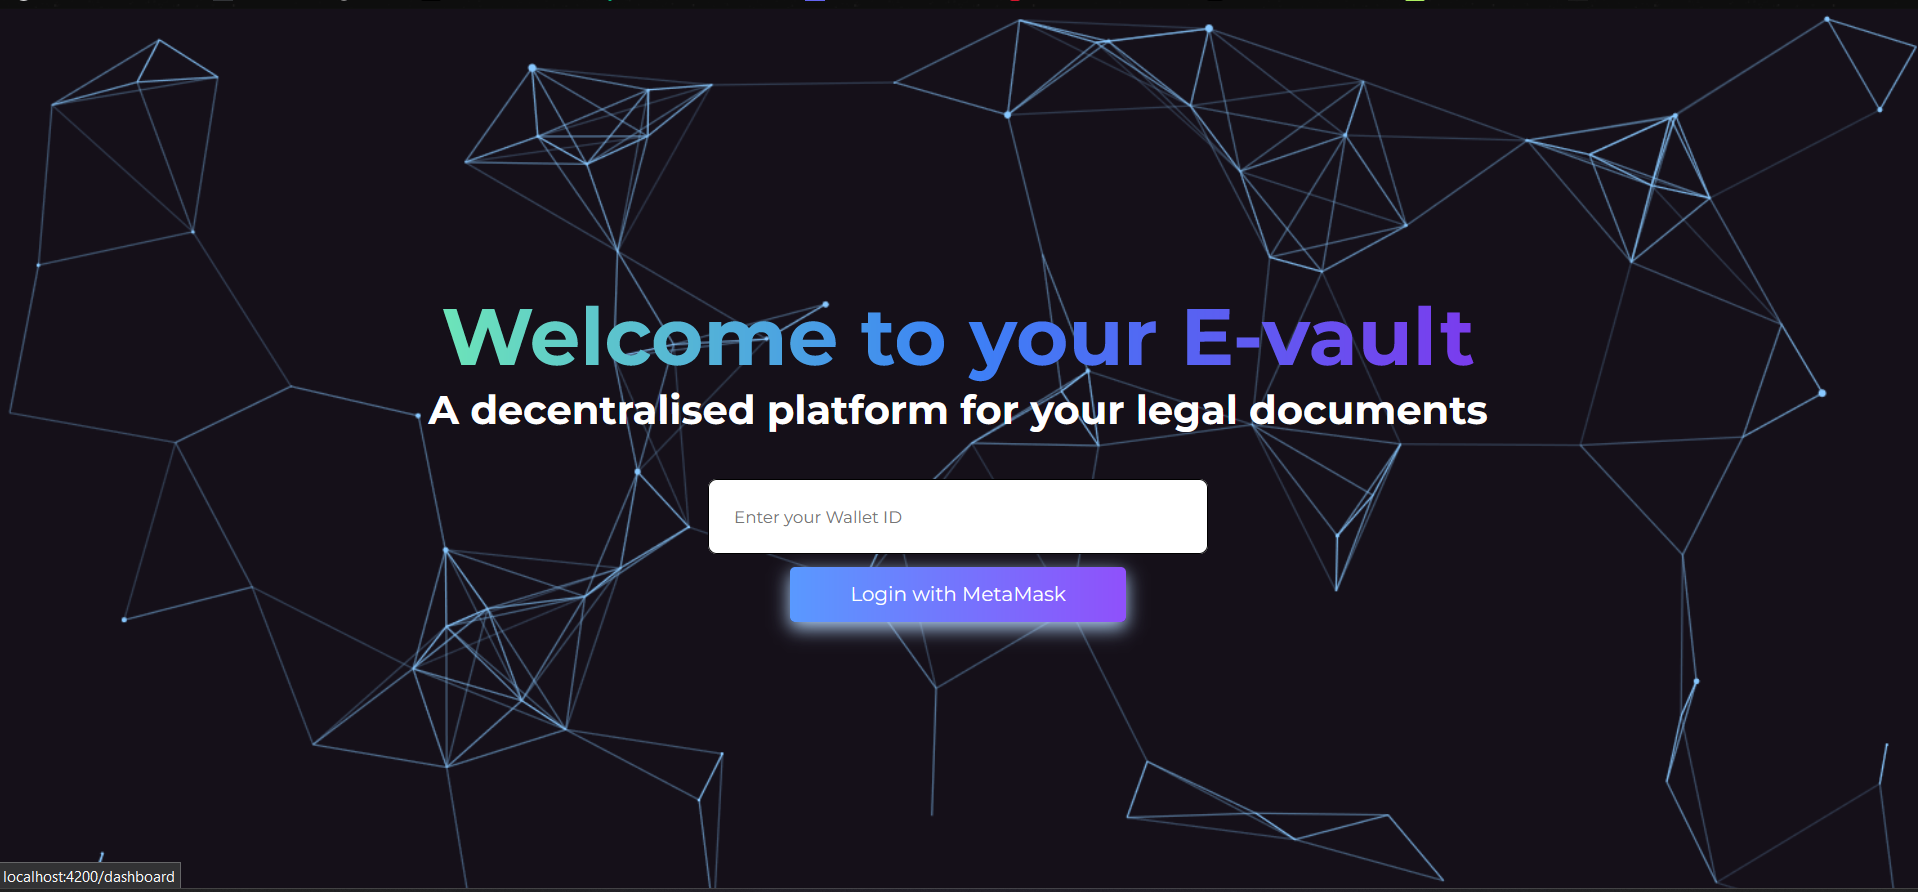 Welcome to your E-vault
A decentralised platform for your legal documents
Enter your Wallet ID
Login with MetaMask
localhost:4200/dashboard